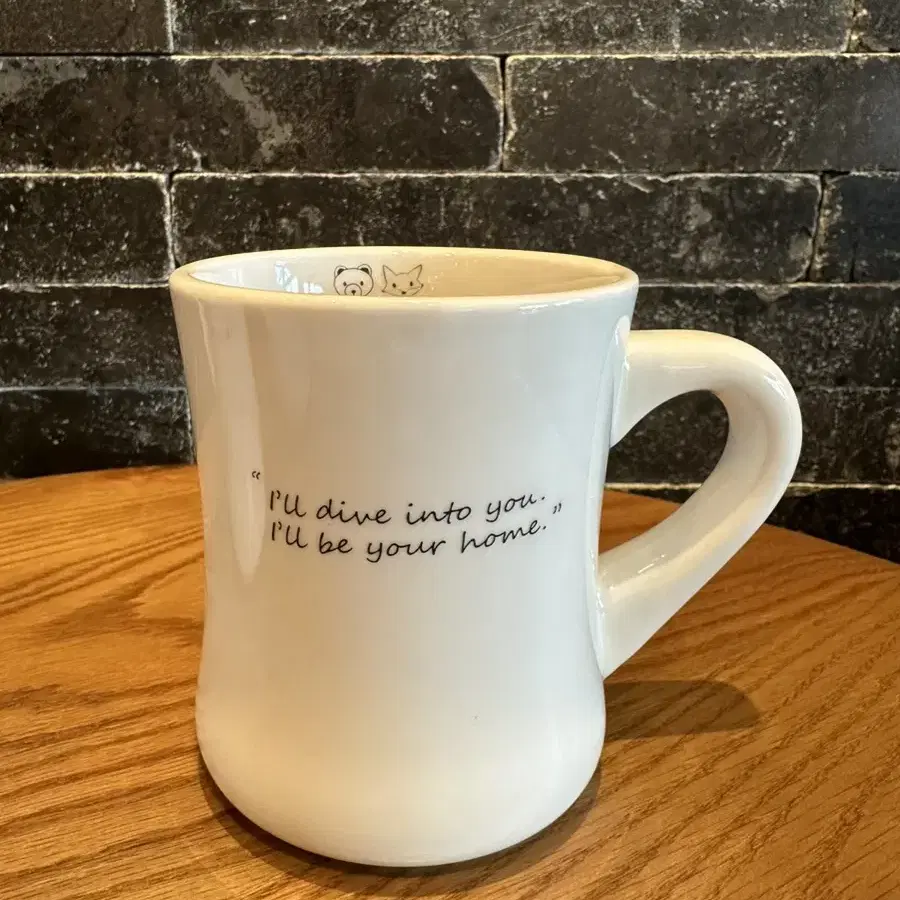 “I'll dive into you.
I'll be your home.”